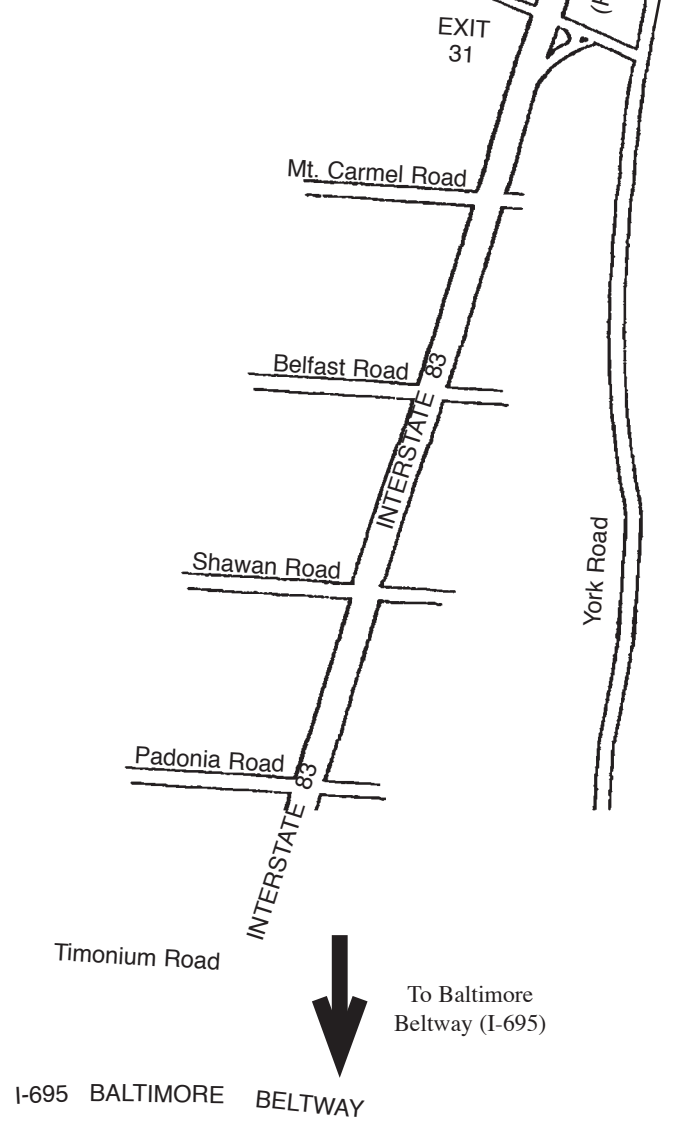 EXIT
31
Mt. Carmel Road
Belfast Road
INTERSTATE 83
Shawan Road
York Road
Padonia Road
INTERSTATE 83
Timonium Road
To Baltimore
Beltway (I-695)
I-695 BALTIMORE BELTWAY